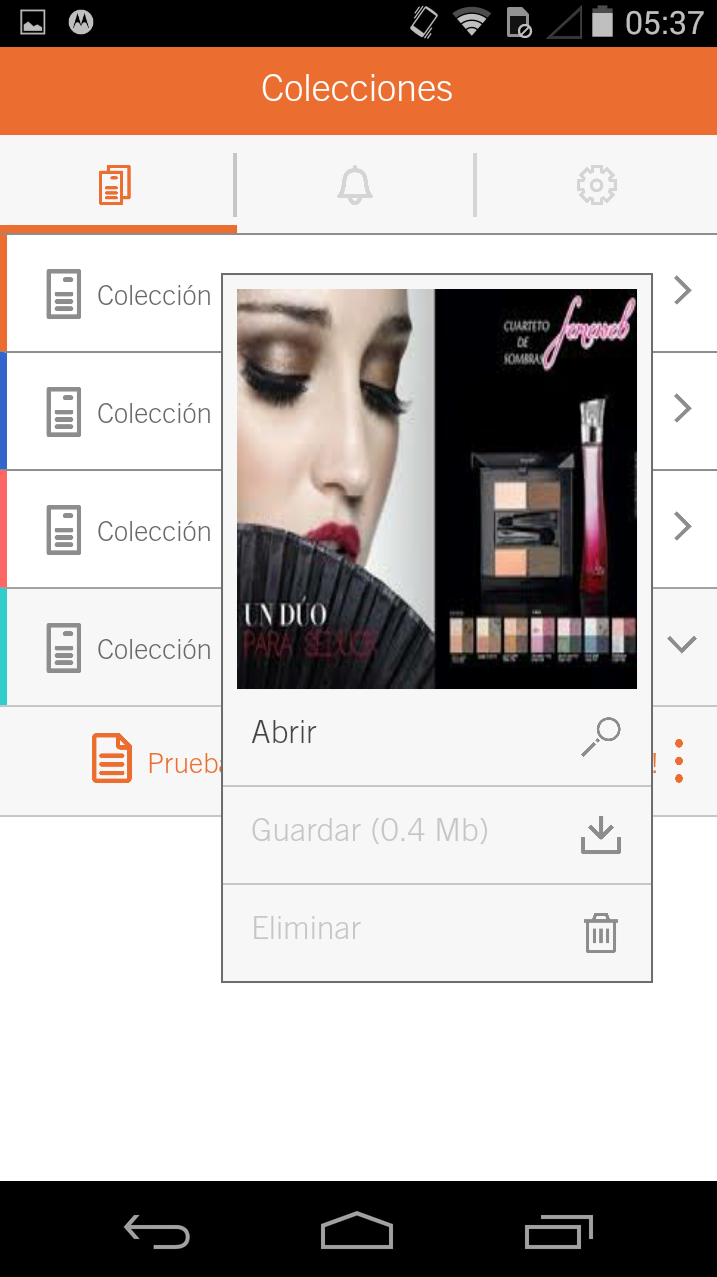 05:37
Colecciones
Colección
Colección
Colección
Colección
Prueba
!
CUARTETO
DE
SOMBRAS
UN DÚO
PARA SEDUCIR
Abrir
Guardar (0.4 Mb)
Eliminar